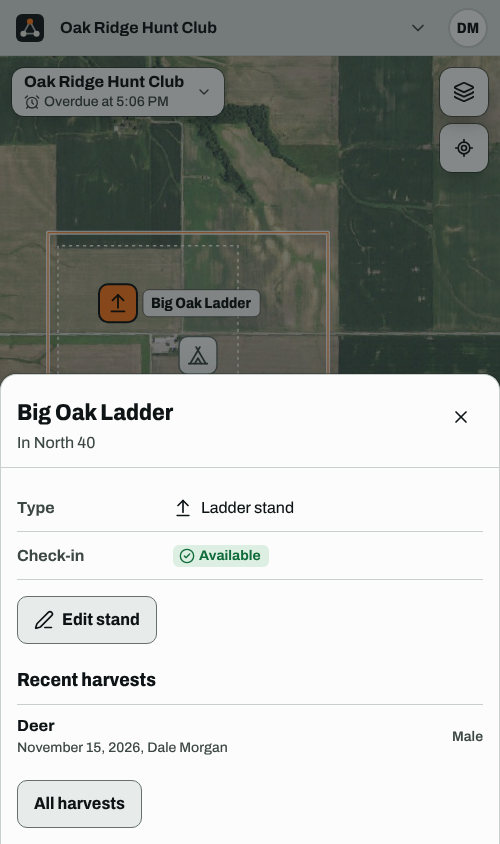 Oak Ridge Hunt Club
DM
Oak Ridge Hunt Club
Overdue at 5:06 PM
Big Oak Ladder
Big Oak Ladder
In North 40
Type
Ladder stand
Check-in
Available
Edit stand
Recent harvests
Deer
November 15, 2026, Dale Morgan
Male
All harvests